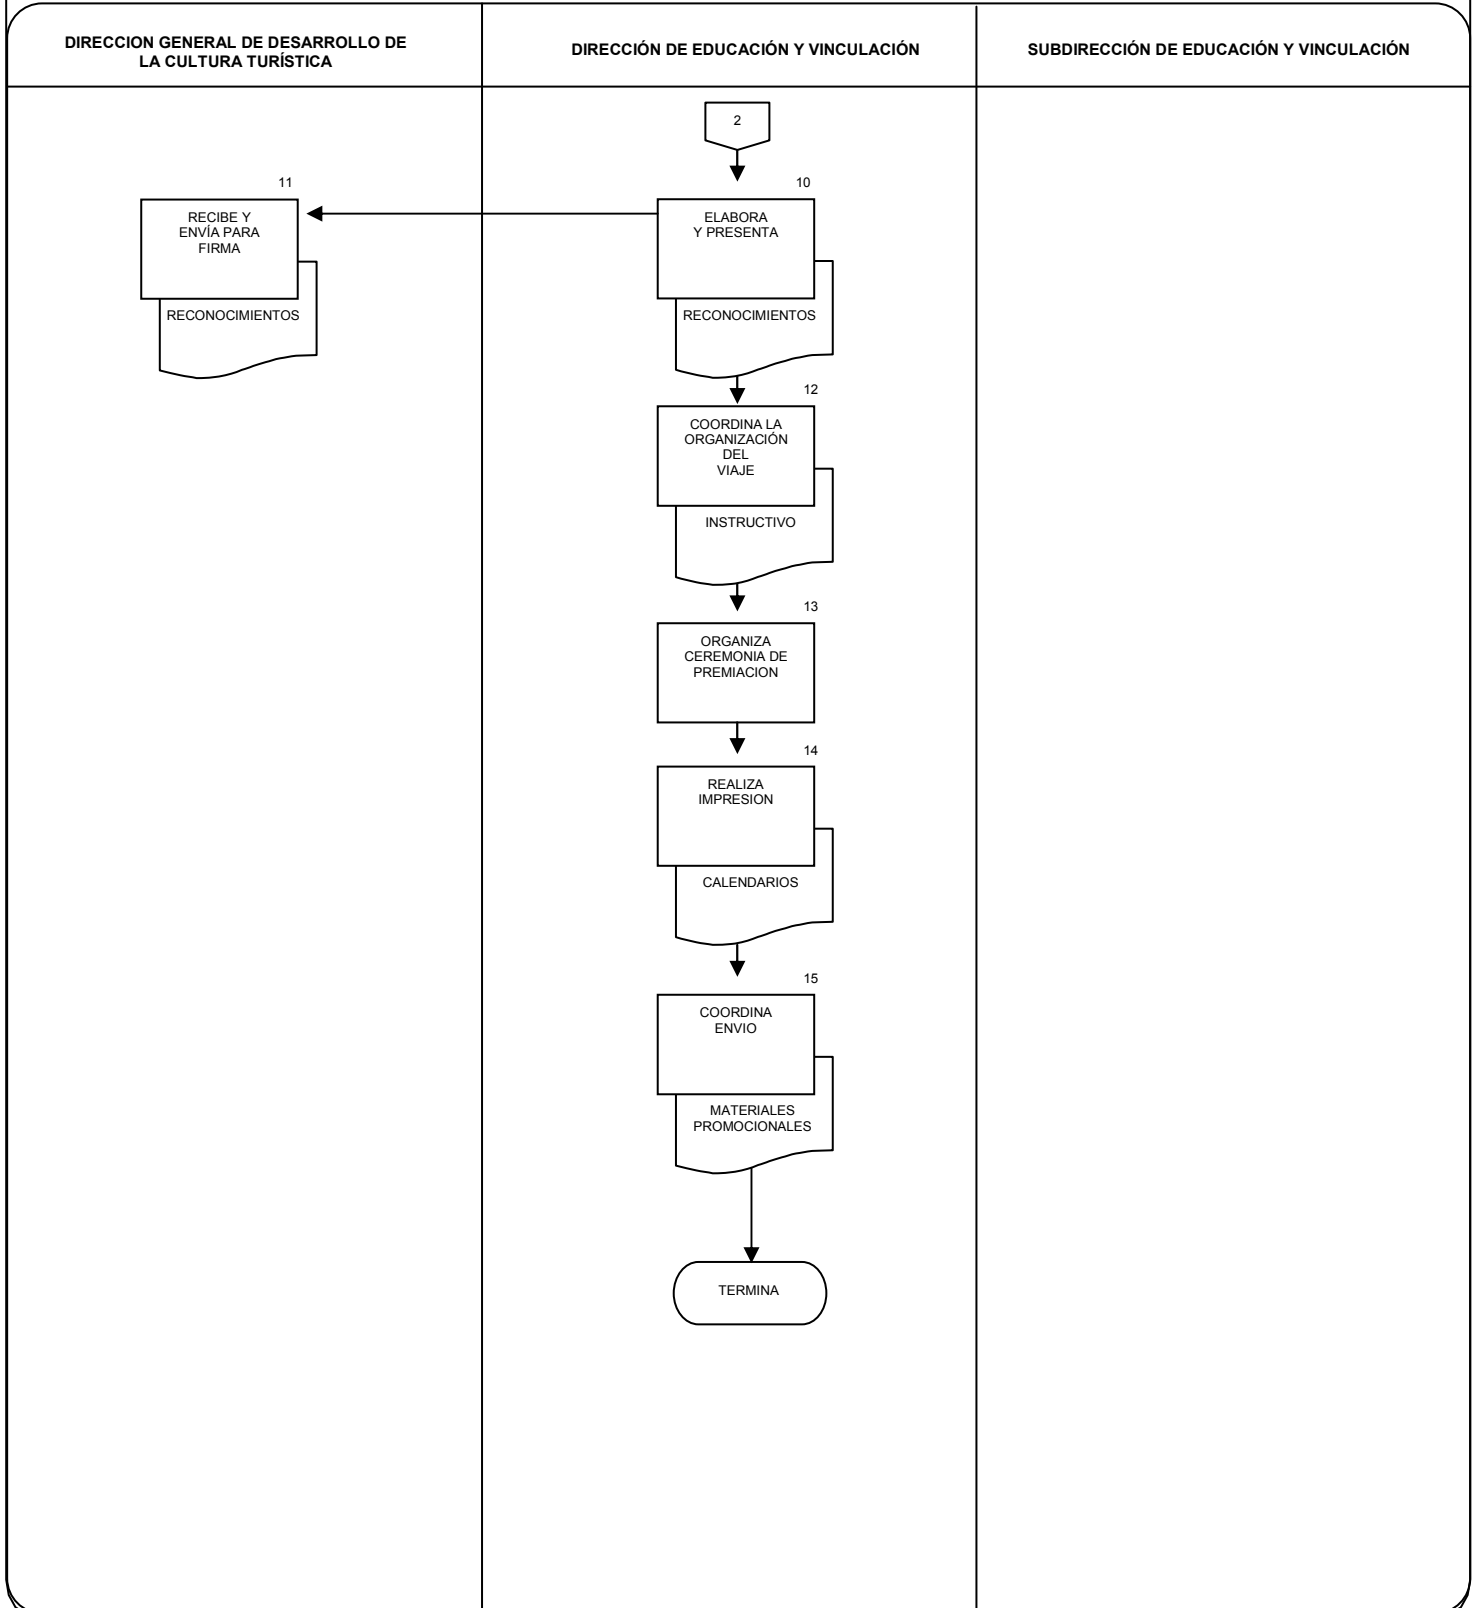 DIRECCION GENERAL DE DESARROLLO DE
LA CULTURA TURÍSTICA
DIRECCIÓN DE EDUCACIÓN Y VINCULACIÓN
SUBDIRECCIÓN DE EDUCACIÓN Y VINCULACIÓN
2
11
RECIBE Y
ENVÍA PARA
FIRMA
RECONOCIMIENTOS
10
ELABORA
Y PRESENTA
RECONOCIMIENTOS
12
COORDINA LA
ORGANIZACIÓN
DEL
VIAJE
INSTRUCTIVO
13
ORGANIZA
CEREMONIA DE
PREMIACION
14
REALIZA
IMPRESION
CALENDARIOS
15
COORDINA
ENVIO
MATERIALES
PROMOCIONALES
TERMINA